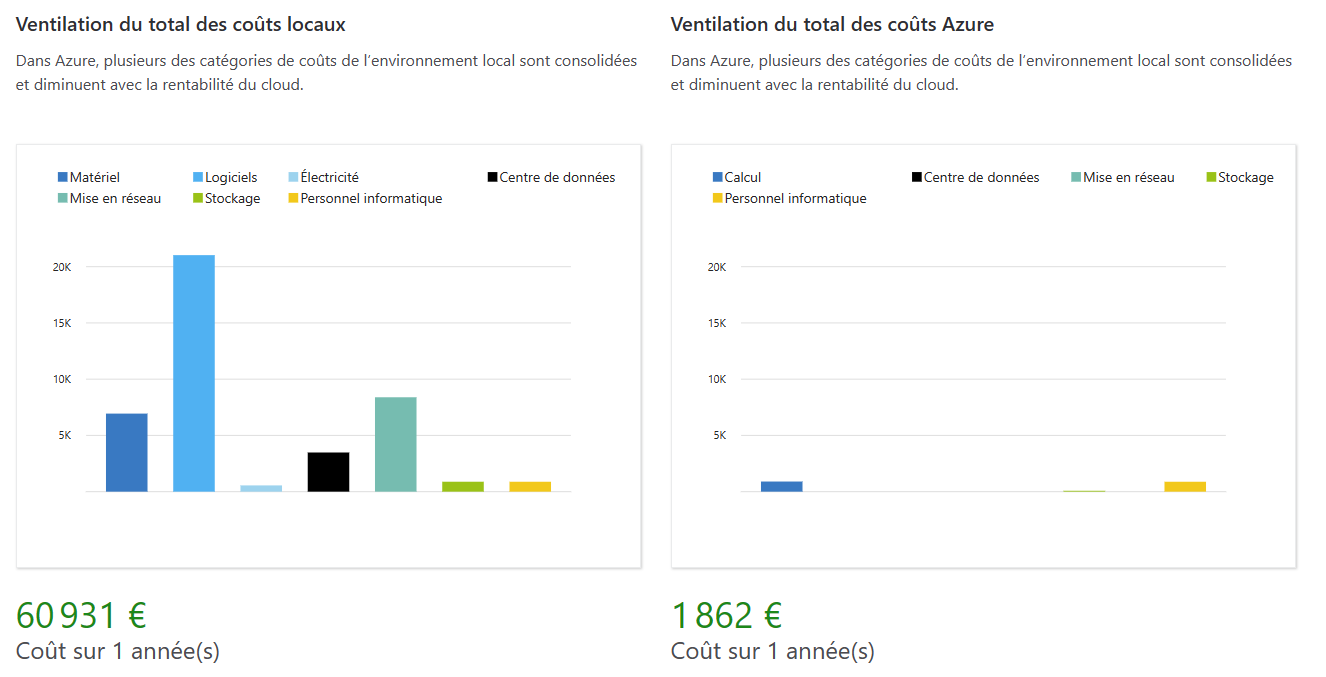 Ventilation du total des coûts locaux
Dans Azure, plusieurs des catégories de coûts de l’environnement local sont consolidées
et diminuent avec la rentabilité du cloud.
Matériel
Logiciels
Électricité
Centre de données
Mise en réseau
Stockage
Personnel informatique
20K
15K
10K
5K
60 931 €
Coût sur 1 année(s)
Ventilation du total des coûts Azure
Dans Azure, plusieurs des catégories de coûts de l’environnement local sont consolidées
et diminuent avec la rentabilité du cloud.
Calcul
Centre de données
Mise en réseau
Stockage
Personnel informatique
20K
15K
10K
5K
1 862 €
Coût sur 1 année(s)